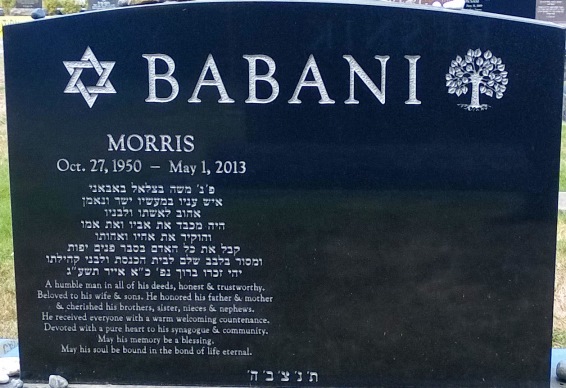 BABANI
MORRIS
Oct. 27, 1950 – May 1, 2013
פ׳נ׳ משה בצלאל באבאני
איש עניו במעשיו ישר ונאמן
אהוב לאשתו ולבניו
היה מכבד את אביו ואת אמו
והוקיר את אחיו ואחותו
קבל את כל האדם בסבר פנים יפות
ומסור בלבב שלם לבית הכנסת ולבני קהילתו
יהי זכרו ברוך נפ׳ כ״א אייר תשע״ג
A humble man in all of his deeds, honest & trustworthy.
Beloved to his wife & sons. He honored his father & mother
& cherished his brothers, sister, nieces & nephews.
He received everyone with a warm welcoming countenance.
Devoted with a pure heart to his synagogue & community.
May his memory be a blessing.
May his soul be bound in the bond of life eternal.
ת׳ נ׳ צ׳ ב׳ ה׳